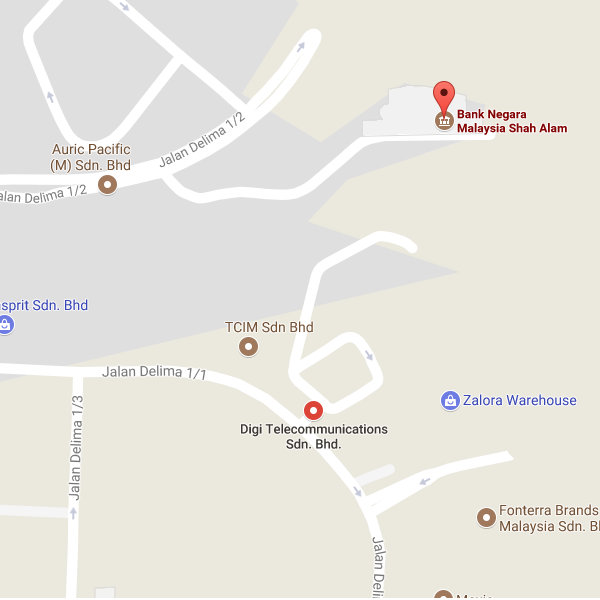 Bank Negara
Malaysia Shah Alam
Jalan Delima 1/2
Auric Pacific
(M) Sdn. Bhd
Delima 1/2
Sdn. Bhd
TCIM Sdn Bhd
Jalan Delima 1/1
Jalan Delima 1/3
Zalora Warehouse
Digi Telecommunications
Sdn. Bhd.
Fonterra Brands
Malaysia Sdn.
Jalan